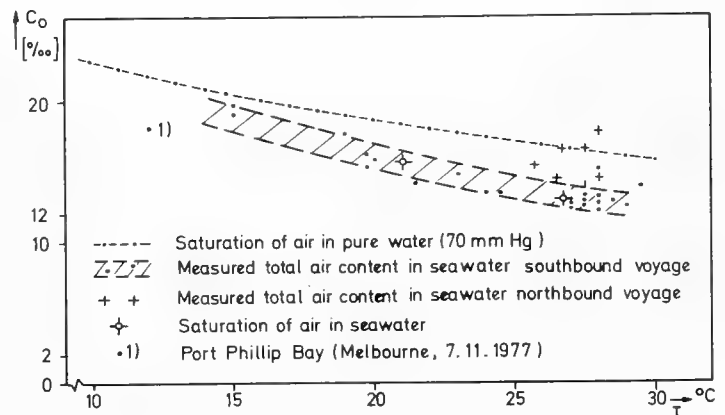 C₀
[‰]
20
•1)
12
10
Saturation of air in pure water (70 mm Hg)
Measured total air content in seawater southbound voyage
Measured total air content in seawater northbound voyage
Saturation of air in seawater
•1) Port Phillip Bay (Melbourne, 7.11.1977)
2
0
10 15 20 25 30 °C
T